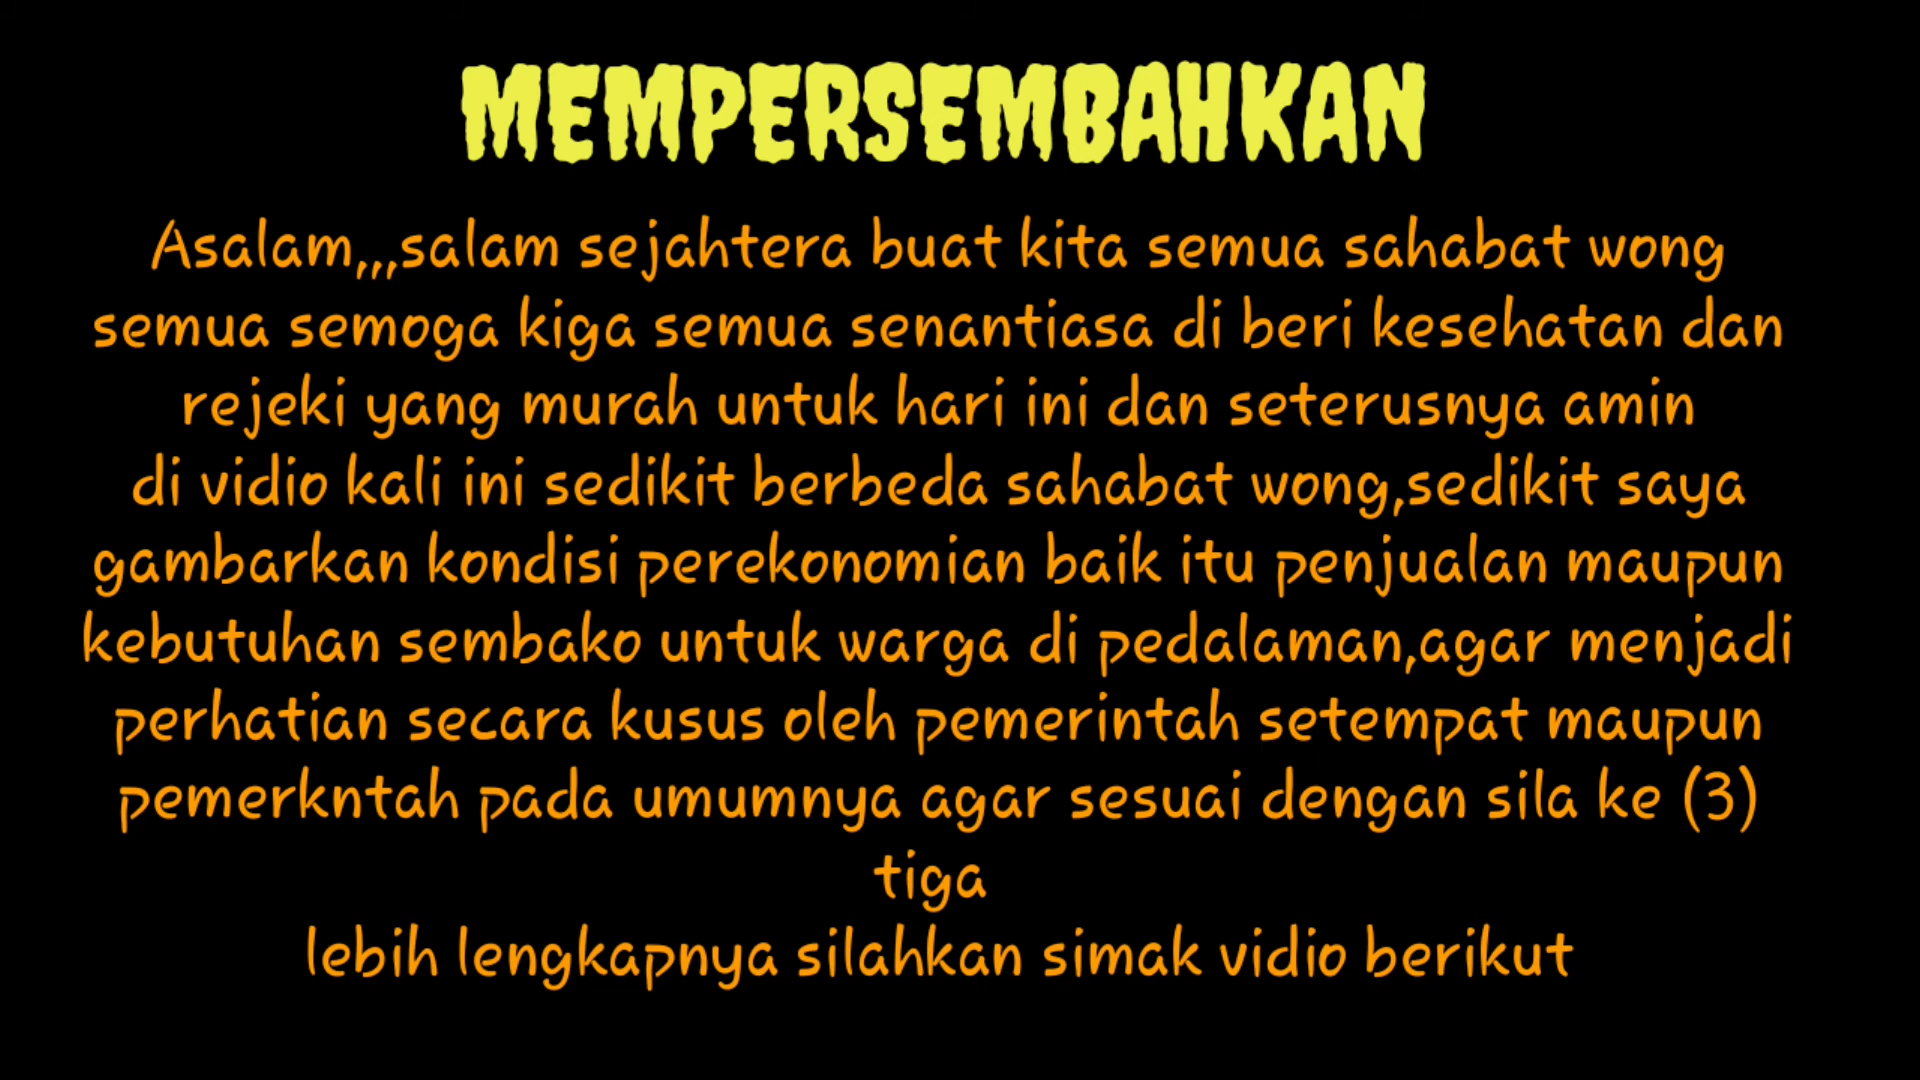 MEMPERSEMBAHKAN
Asalam,,,salam sejahtera buat kita semua sahabat wong
semua semoga kiga semua senantiasa di beri kesehatan dan
rejeki yang murah untuk hari ini dan seterusnya amin
di vidio kali ini sedikit berbeda sahabat wong,sedikit saya
gambarkan kondisi perekonomian baik itu penjualan maupun
kebutuhan sembako untuk warga di pedalaman,agar menjadi
perhatian secara kusus oleh pemerintah setempat maupun
pemerkntah pada umumnya agar sesuai dengan sila ke (3)
tiga
lebih lengkapnya silahkan simak vidio berikut